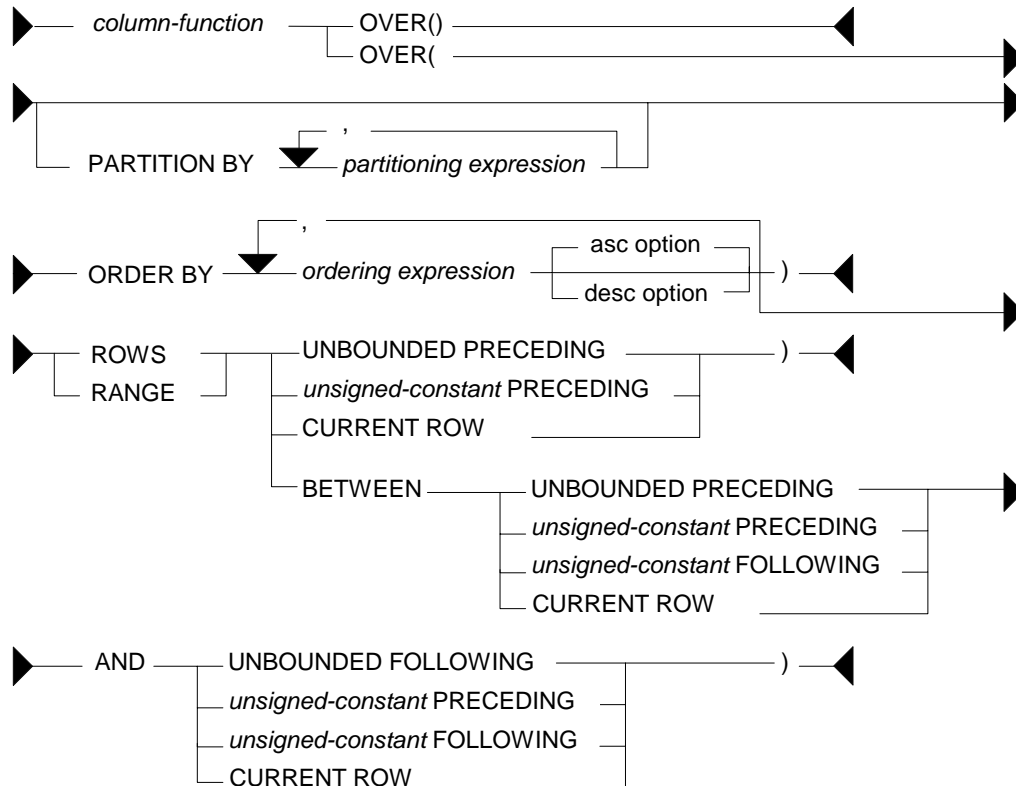 column-function OVER()
OVER(
,
PARTITION BY partitioning expression
,
asc option
ORDER BY ordering expression )
desc option
ROWS UNBOUNDED PRECEDING )
RANGE unsigned-constant PRECEDING
CURRENT ROW
BETWEEN UNBOUNDED PRECEDING
unsigned-constant PRECEDING
unsigned-constant FOLLOWING
CURRENT ROW
AND UNBOUNDED FOLLOWING )
unsigned-constant PRECEDING
unsigned-constant FOLLOWING
CURRENT ROW